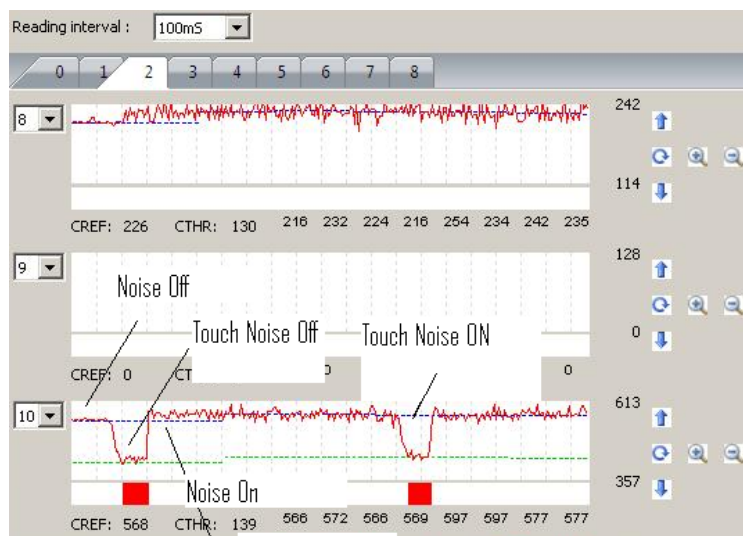 Reading interval : 100mS
0 1 2 3 4 5 6 7 8
8
242
114
CREF: 226 CTHR: 130 216 232 224 216 254 234 242 235
9
128
Noise Off
Touch Noise Off Touch Noise ON
0
CREF: 0 CT 0
10
613
Noise On
357
CREF: 568 CTHR: 139 566 572 566 569 597 597 577 577